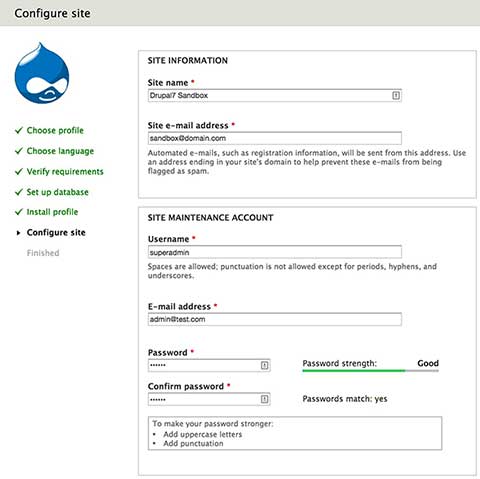 Configure site
Choose profile
Choose language
Verify requirements
Set up database
Install profile
Configure site
Finished
SITE INFORMATION
Site name *
Drupal7 Sandbox
Site e-mail address *
sandbox@domain.com
Automated e-mails, such as registration information, will be sent from this address. Use
an address ending in your site's domain to help prevent these e-mails from being
flagged as spam.
SITE MAINTENANCE ACCOUNT
Username *
superadmin
Spaces are allowed; punctuation is not allowed except for periods, hyphens, and
underscores.
E-mail address *
admin@test.com
Password *
••••••
Password strength: Good
Confirm password *
••••••
Passwords match: yes
To make your password stronger:
• Add uppercase letters
• Add punctuation